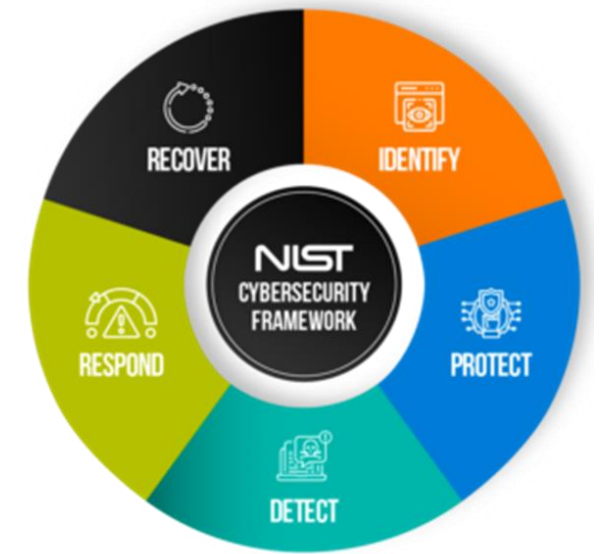 RECOVER
IDENTIFY
NIST
CYBERSECURITY
FRAMEWORK
RESPOND
PROTECT
DETECT